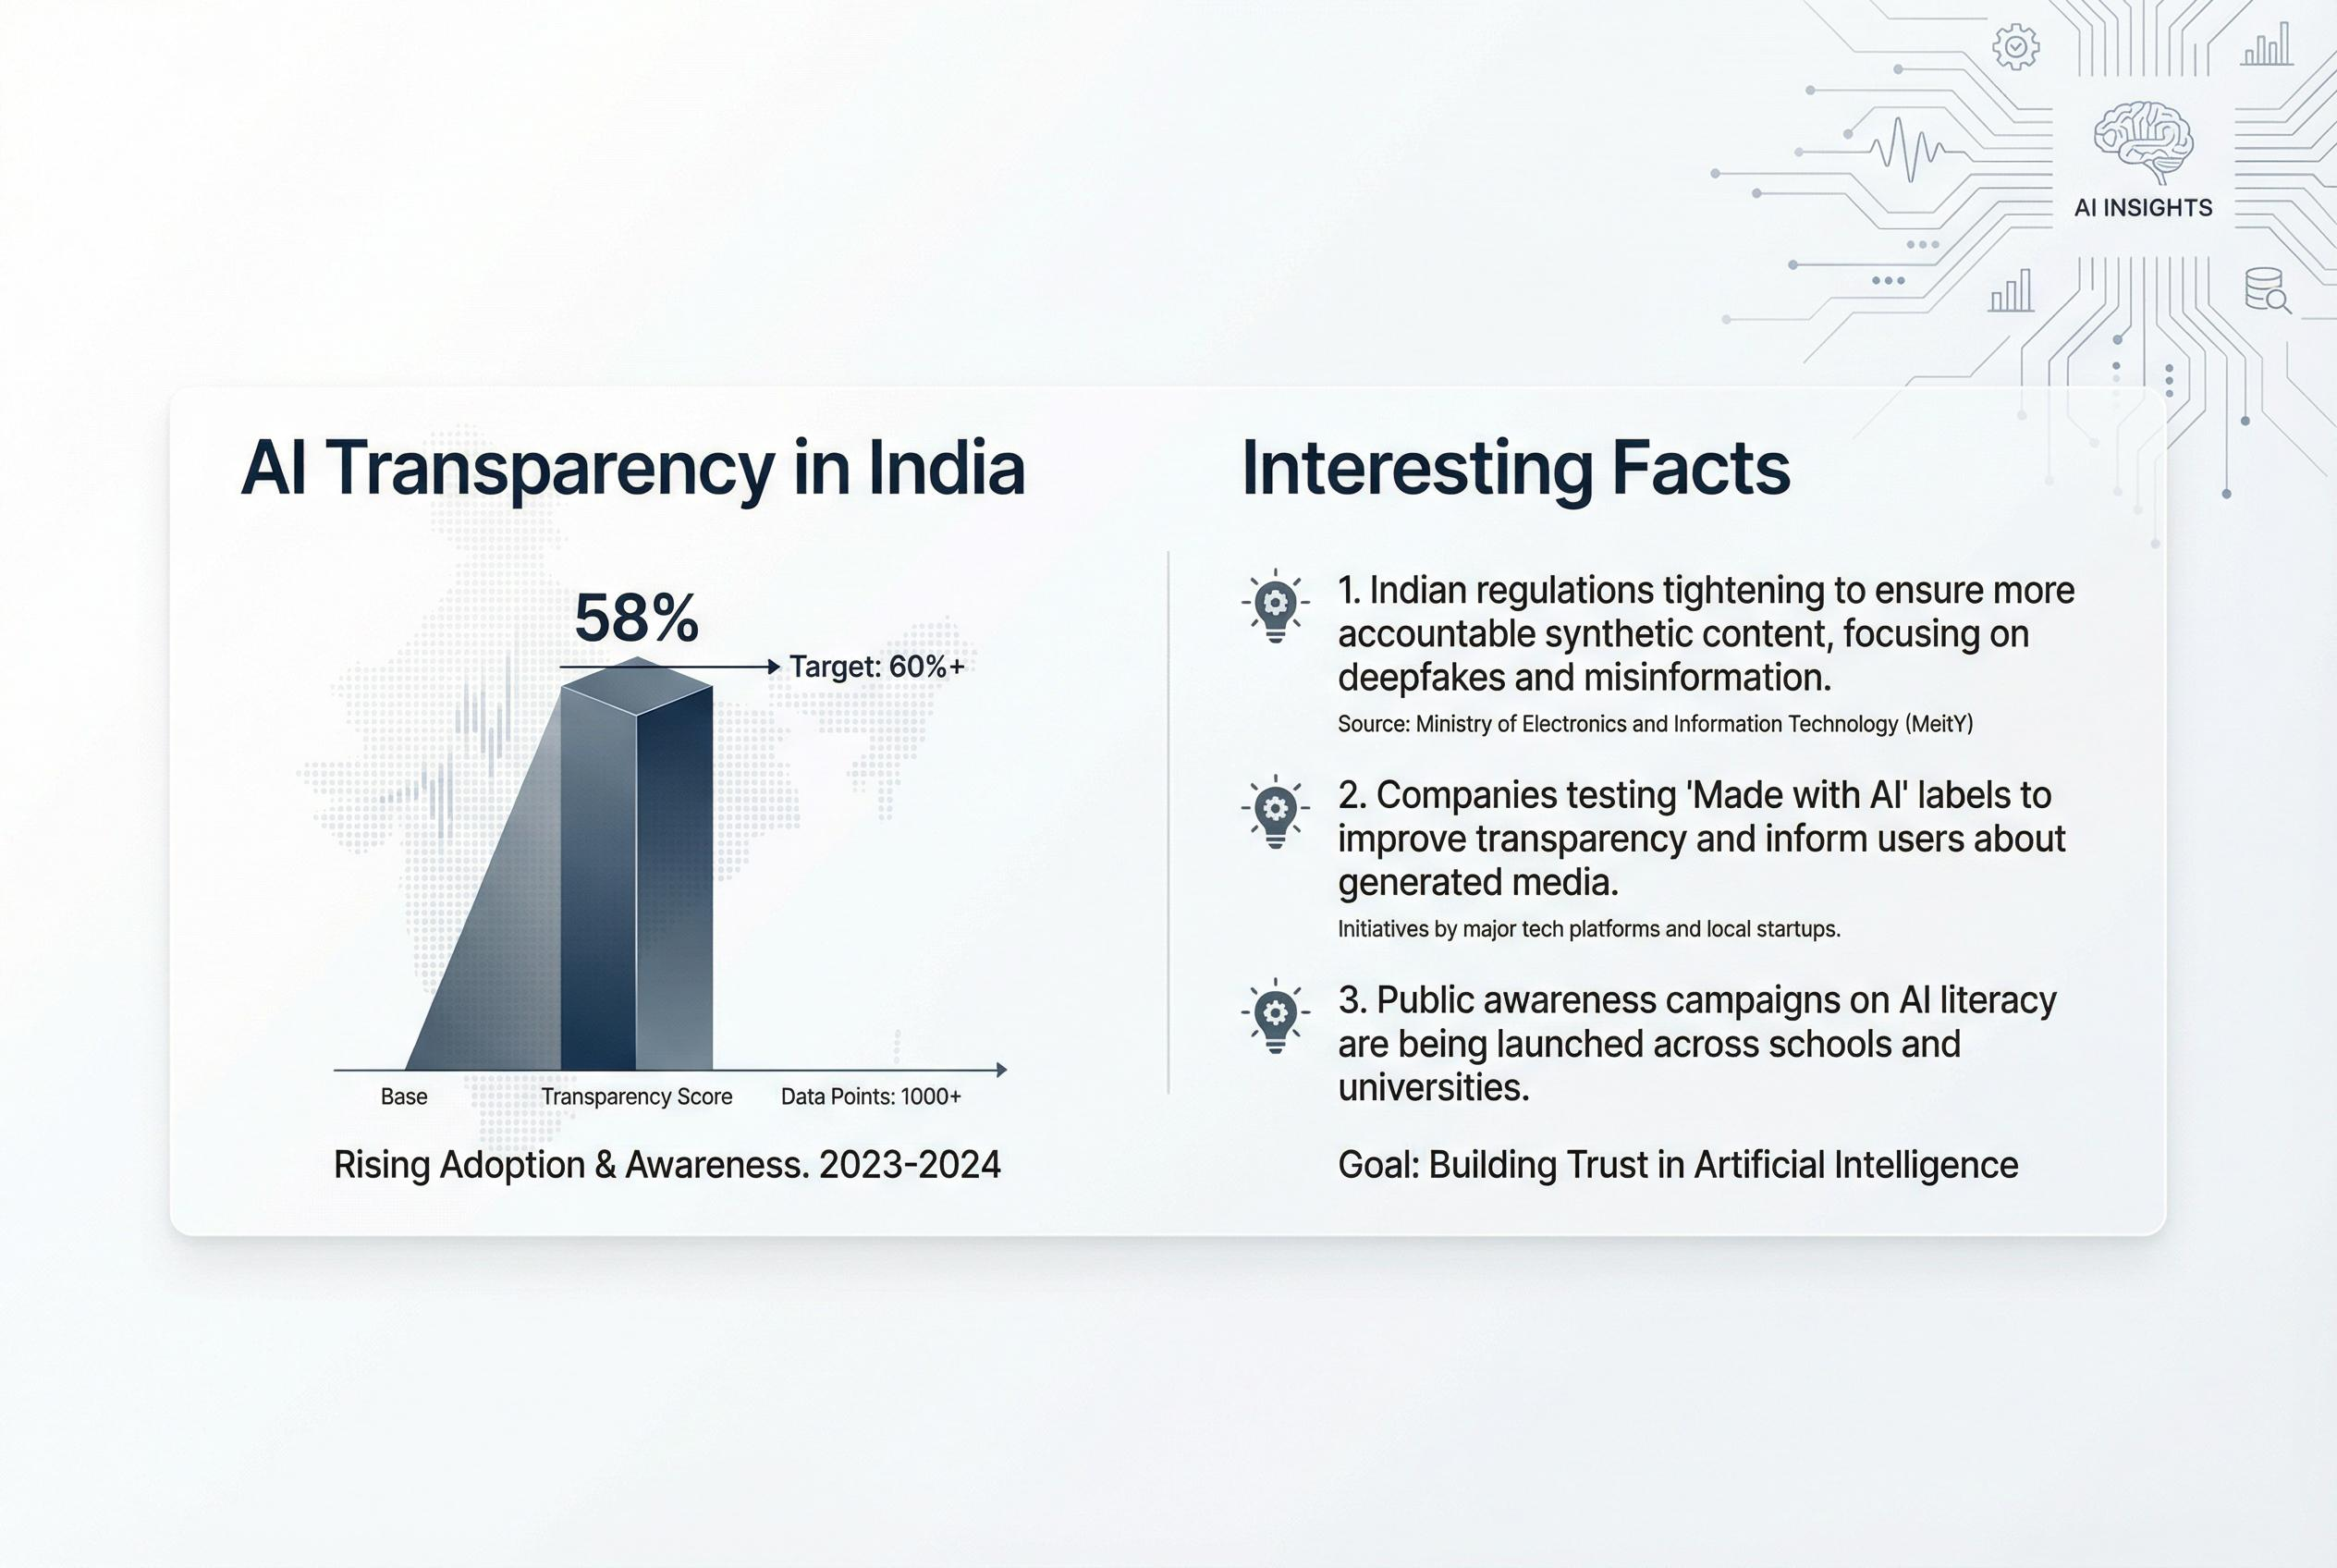 AI INSIGHTS
AI Transparency in India
58%
Target: 60%+
Base
Transparency Score
Data Points: 1000+
Rising Adoption & Awareness. 2023-2024
Interesting Facts
1. Indian regulations tightening to ensure more
accountable synthetic content, focusing on
deepfakes and misinformation.
Source: Ministry of Electronics and Information Technology (MeitY)
2. Companies testing 'Made with AI' labels to
improve transparency and inform users about
generated media.
Initiatives by major tech platforms and local startups.
3. Public awareness campaigns on AI literacy
are being launched across schools and
universities.
Goal: Building Trust in Artificial Intelligence